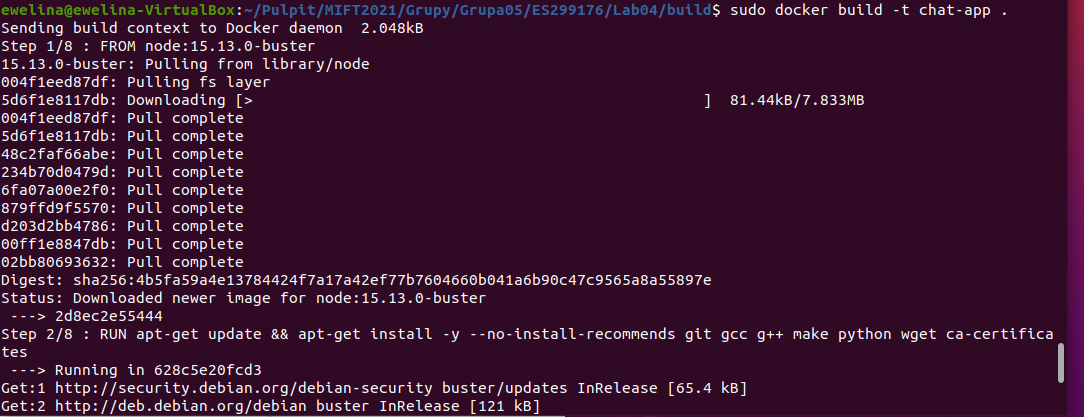 ewelina@ewelina-VirtualBox:~/Pulpit/MIFT2021/Grupy/Grupa05/ES299176/Lab04/build$ sudo docker build -t chat-app .
Sending build context to Docker daemon  2.048kB
Step 1/8 : FROM node:15.13.0-buster
15.13.0-buster: Pulling from library/node
004f1eed87df: Pulling fs layer
5d6f1e8117db: Downloading [>                                                  ]  81.44kB/7.833MB
004f1eed87df: Pull complete
5d6f1e8117db: Pull complete
48c2faf66abe: Pull complete
234b70d0479d: Pull complete
6fa07a00e2f0: Pull complete
879ffd9f5570: Pull complete
d203d2bb4786: Pull complete
00ff1e8847db: Pull complete
02bb80693632: Pull complete
Digest: sha256:4b5fa59a4e13784424f7a17a42ef77b7604660b041a6b90c47c9565a8a55897e
Status: Downloaded newer image for node:15.13.0-buster
 ---> 2d8ec2e55444
Step 2/8 : RUN apt-get update && apt-get install -y --no-install-recommends git gcc g++ make python wget ca-certifica
tes
 ---> Running in 628c5e20fcd3
Get:1 http://security.debian.org/debian-security buster/updates InRelease [65.4 kB]
Get:2 http://deb.debian.org/debian buster InRelease [121 kB]